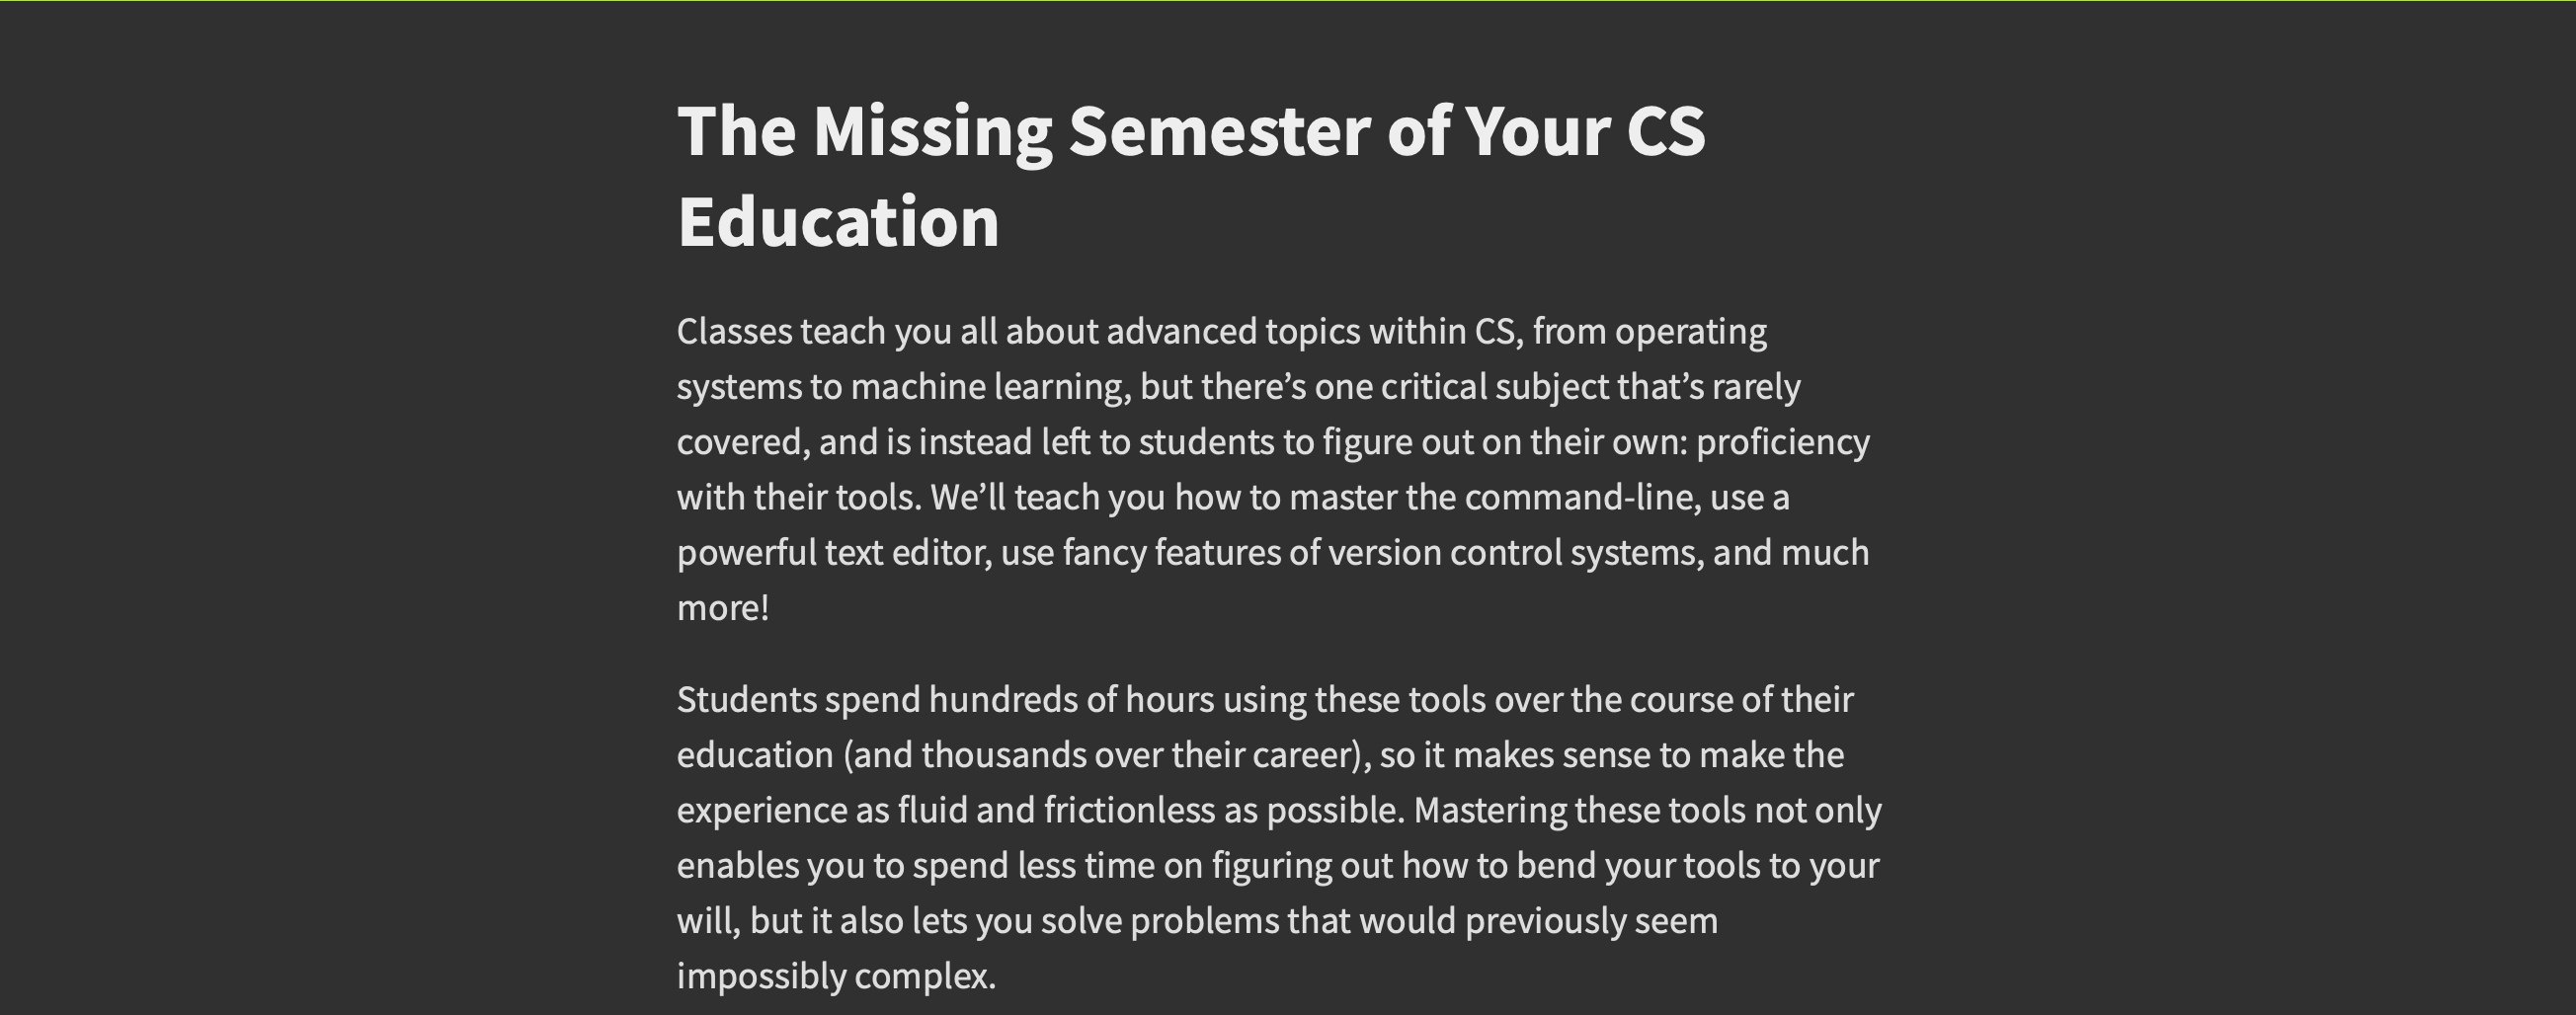 The Missing Semester of Your CS
Education
Classes teach you all about advanced topics within CS, from operating
systems to machine learning, but there’s one critical subject that’s rarely
covered, and is instead left to students to figure out on their own: proficiency
with their tools. We’ll teach you how to master the command-line, use a
powerful text editor, use fancy features of version control systems, and much
more!
Students spend hundreds of hours using these tools over the course of their
education (and thousands over their career), so it makes sense to make the
experience as fluid and frictionless as possible. Mastering these tools not only
enables you to spend less time on figuring out how to bend your tools to your
will, but it also lets you solve problems that would previously seem
impossibly complex.